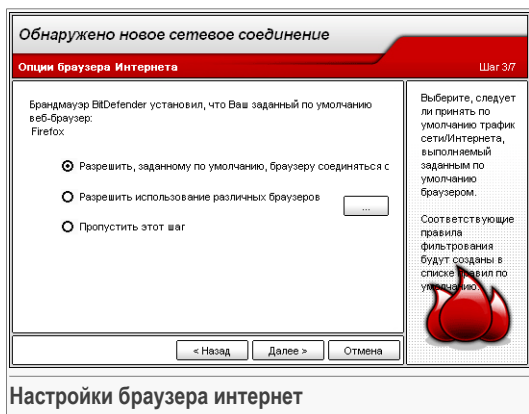 Обнаружено новое сетевое соединение
Опции браузера Интернета
Шаг 3/7
Брандмауэр BitDefender установил, что Ваш заданный по умолчанию
веб-браузер:
Firefox
Разрешить, заданному по умолчанию, браузеру соединяться с
Разрешить использование различных браузеров
...
Пропустить этот шаг
Выберите, следует
ли принять по
умолчанию трафик
сети/Интернета,
выполняемый
заданным по
умолчанию
браузером.
Соответствующие
правила
фильтрования
будут созданы в
списке правил по
умолчанию.
< Назад
Далее >
Отмена
Настройки браузера интернет